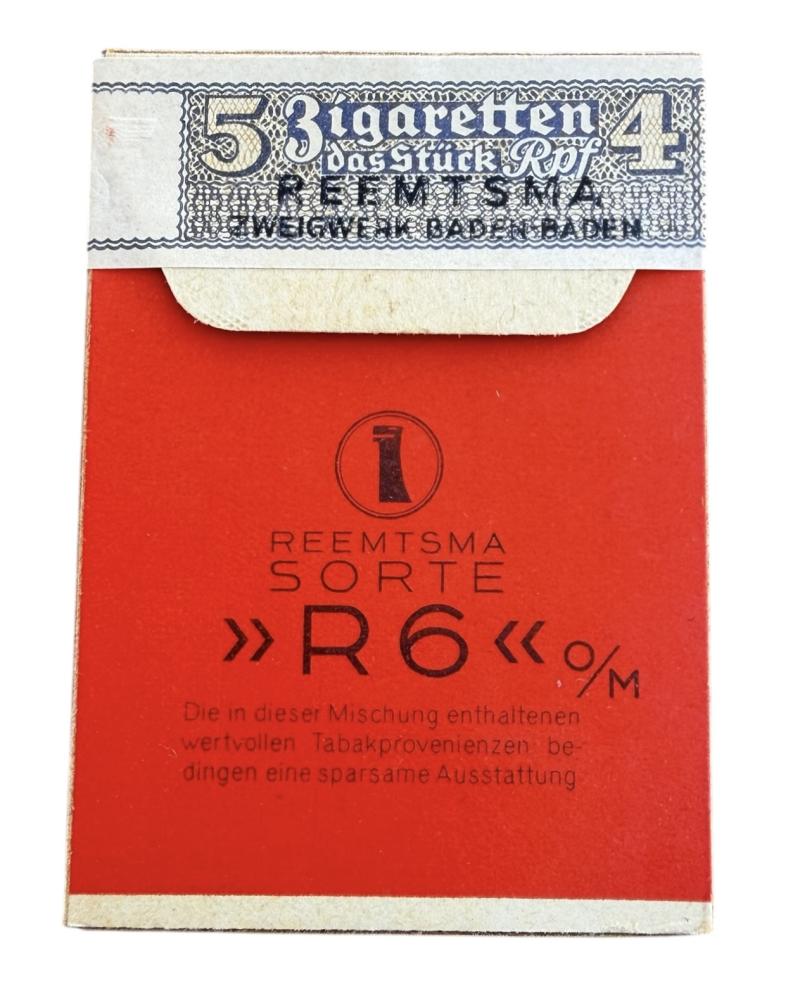 5 Zigaretten 4
das Stück Rpf
REEMTSMA
ZWEIGWERK BADEN-BADEN
REEMTSMA
SORTE
»R6« O/M
Die in dieser Mischung enthaltenen
wertvollen Tabakprovenienzen be-
dingen eine sparsame Ausstattung